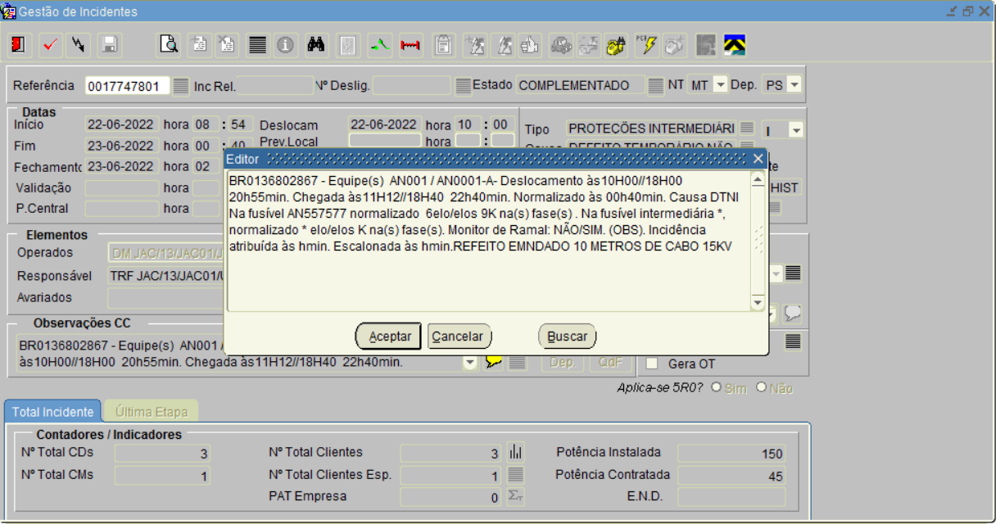 Gestão de Incidentes
Referência 0017747801 Inc Rel. Nº Deslig. Estado COMPLEMENTADO NT MT Dep. PS
Datas
Início 22-06-2022 hora 08 : 54 Deslocam 22-06-2022 hora 10 : 00 Tipo PROTECÕES INTERMEDIÁRI I
Fim 23-06-2022 hora 00 : 40 Prev.Local hora : DEFEITO TEMPORÁRIO NÃO
Fechamento 23-06-2022 hora 02
Validação hora HIST
P.Central hora
Editor
BR0136802867 - Equipe(s) AN001 / AN0001-A- Deslocamento às10H00//18H00
20h55min. Chegada às11H12//18H40 22h40min. Normalizado às 00h40min. Causa DTNI
Na fusível AN557577 normalizado 6elo/elos 9K na(s) fase(s) . Na fusível intermediária *,
normalizado * elo/elos K na(s) fase(s). Monitor de Ramal: NÃO/SIM. (OBS). Incidência
atribuída às hmin. Escalonada às hmin.REFEITO EMNDADO 10 METROS DE CABO 15KV
Aceptar Cancelar Buscar
Elementos
Operados DM JAC/13/JAC01/J
Responsável TRF JAC/13/JAC01/
Avariados
Observações CC
BR0136802867 - Equipe(s) AN001 /
às10H00//18H00 20h55min. Chegada às11H12//18H40 22h40min. Dep. QdF Gera OT
Aplica-se 5R0? Sim Não
Total Incidente Última Etapa
Contadores / Indicadores
Nº Total CDs 3 Nº Total Clientes 3 Potência Instalada 150
Nº Total CMs 1 Nº Total Clientes Esp. 1 Potência Contratada 45
PAT Empresa 0 E.N.D.